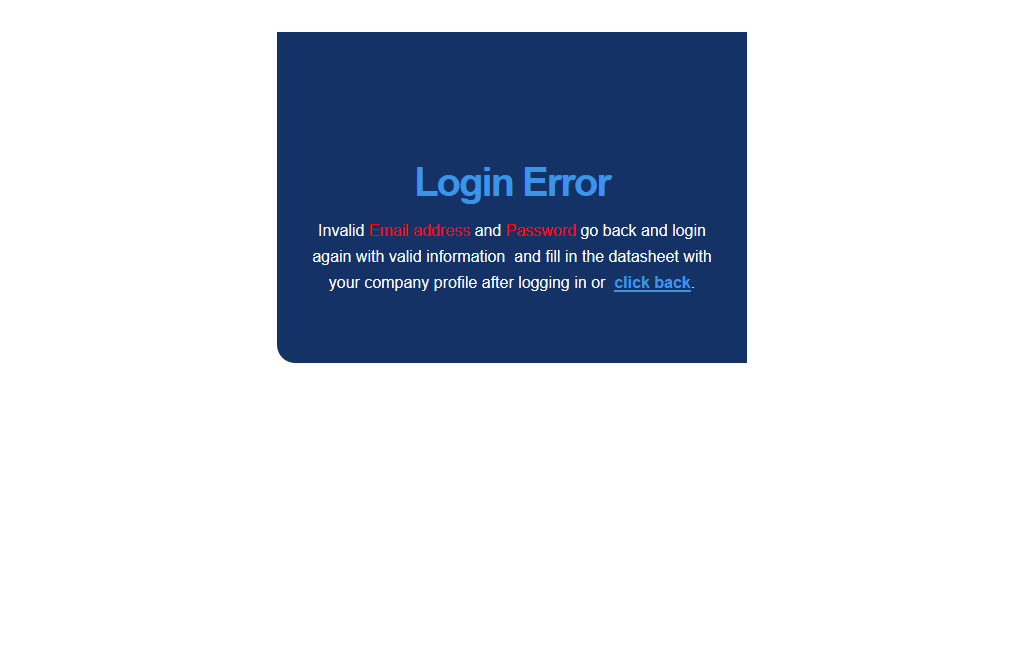 Login Error
Invalid Email address and Password go back and login
again with valid information  and fill in the datasheet with
your company profile after logging in or  click back.